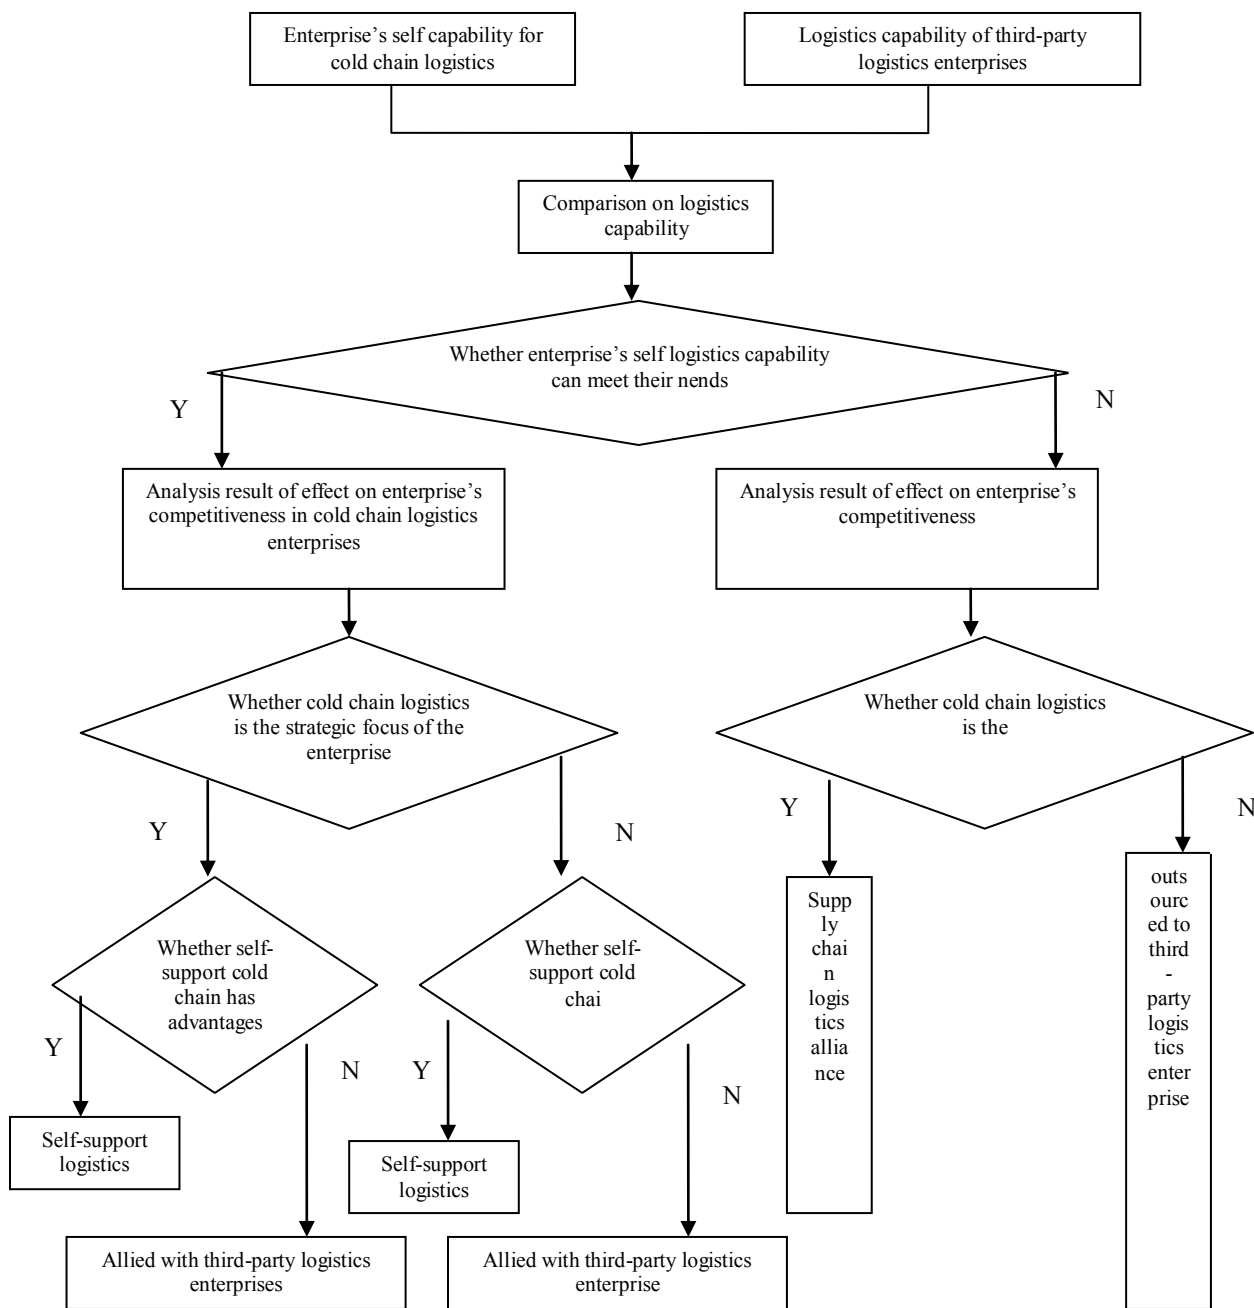 Enterprise’s self capability for
cold chain logistics
Logistics capability of third-party
logistics enterprises
Comparison on logistics
capability
Whether enterprise’s self logistics capability
can meet their nends
Y
N
Analysis result of effect on enterprise’s
competitiveness in cold chain logistics
enterprises
Analysis result of effect on enterprise’s
competitiveness
Whether cold chain logistics
is the strategic focus of the
enterprise
Whether cold chain logistics
is the
Y
N
Y
N
Whether self-
support cold
chain has
advantages
Whether self-
support cold
chai
Supp
ly
chai
n
logis
tics
allia
nce
outs
ourc
ed to
third
-
party
logis
tics
enter
prise
Y
N
Y
N
Self-support
logistics
Self-support
logistics
Allied with third-party logistics
enterprises
Allied with third-party logistics
enterprise